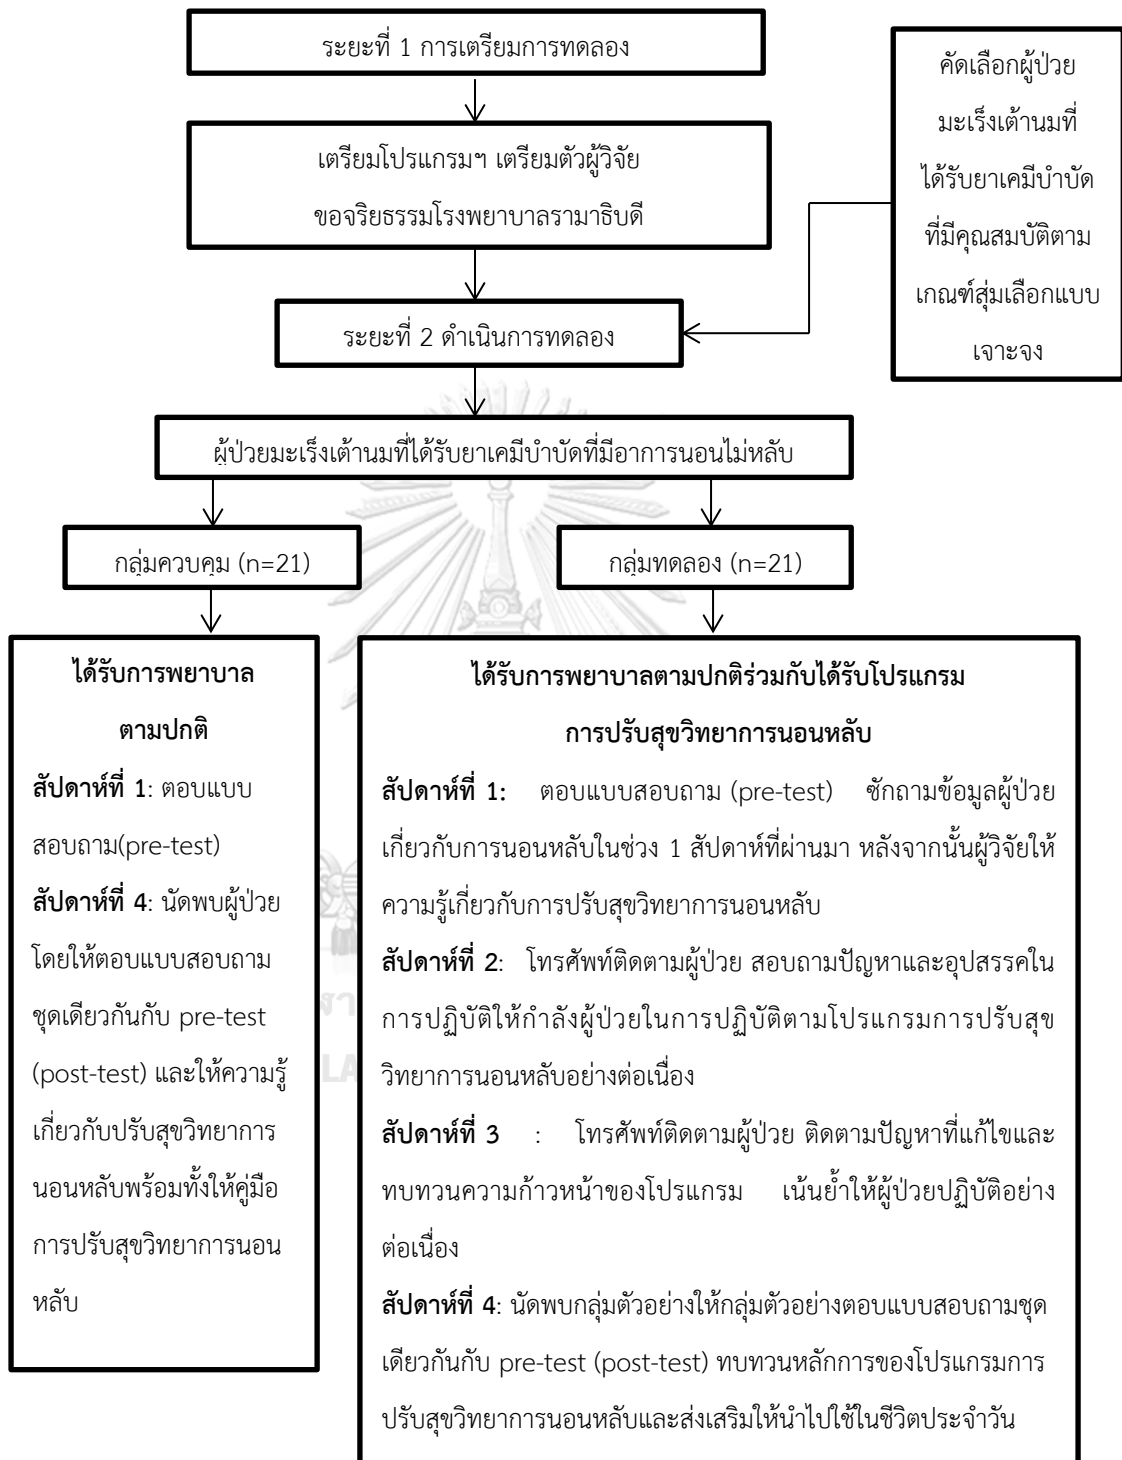 ระยะที่ 1 การเตรียมการทดลอง
เตรียมโปรแกรมฯ เตรียมตัวผู้วิจัย
ขอจริยธรรมโรงพยาบาลรามาธิบดี
คัดเลือกผู้ป่วย
มะเร็งเต้านมที่
ได้รับยาเคมีบำบัด
ที่มีคุณสมบัติตาม
เกณฑ์สุ่มเลือกแบบ
เจาะจง
ระยะที่ 2 ดำเนินการทดลอง
ผู้ป่วยมะเร็งเต้านมที่ได้รับยาเคมีบำบัดที่มีอาการนอนไม่หลับ
กลุ่มควบคุม (n=21)
กลุ่มทดลอง (n=21)
ได้รับการพยาบาล
ตามปกติ
สัปดาห์ที่ 1: ตอบแบบ
สอบถาม(pre-test)
สัปดาห์ที่ 4: นัดพบผู้ป่วย
โดยให้ตอบแบบสอบถาม
ชุดเดียวกันกับ pre-test
(post-test) และให้ความรู้
เกี่ยวกับปรับสุขวิทยาการ
นอนหลับพร้อมทั้งให้คู่มือ
การปรับสุขวิทยาการนอน
หลับ
ได้รับการพยาบาลตามปกติร่วมกับได้รับโปรแกรม
การปรับสุขวิทยาการนอนหลับ
สัปดาห์ที่ 1: ตอบแบบสอบถาม (pre-test) ซักถามข้อมูลผู้ป่วย
เกี่ยวกับการนอนหลับในช่วง 1 สัปดาห์ที่ผ่านมา หลังจากนั้นผู้วิจัยให้
ความรู้เกี่ยวกับการปรับสุขวิทยาการนอนหลับ
สัปดาห์ที่ 2: โทรศัพท์ติดตามผู้ป่วย สอบถามปัญหาและอุปสรรคใน
การปฏิบัติให้กำลังผู้ป่วยในการปฏิบัติตามโปรแกรมการปรับสุข
วิทยาการนอนหลับอย่างต่อเนื่อง
สัปดาห์ที่ 3 : โทรศัพท์ติดตามผู้ป่วย ติดตามปัญหาที่แก้ไขและ
ทบทวนความก้าวหน้าของโปรแกรม เน้นย้ำให้ผู้ป่วยปฏิบัติอย่าง
ต่อเนื่อง
สัปดาห์ที่ 4: นัดพบกลุ่มตัวอย่างให้กลุ่มตัวอย่างตอบแบบสอบถามชุด
เดียวกันกับ pre-test (post-test) ทบทวนหลักการของโปรแกรมการ
ปรับสุขวิทยาการนอนหลับและส่งเสริมให้นำไปใช้ในชีวิตประจำวัน